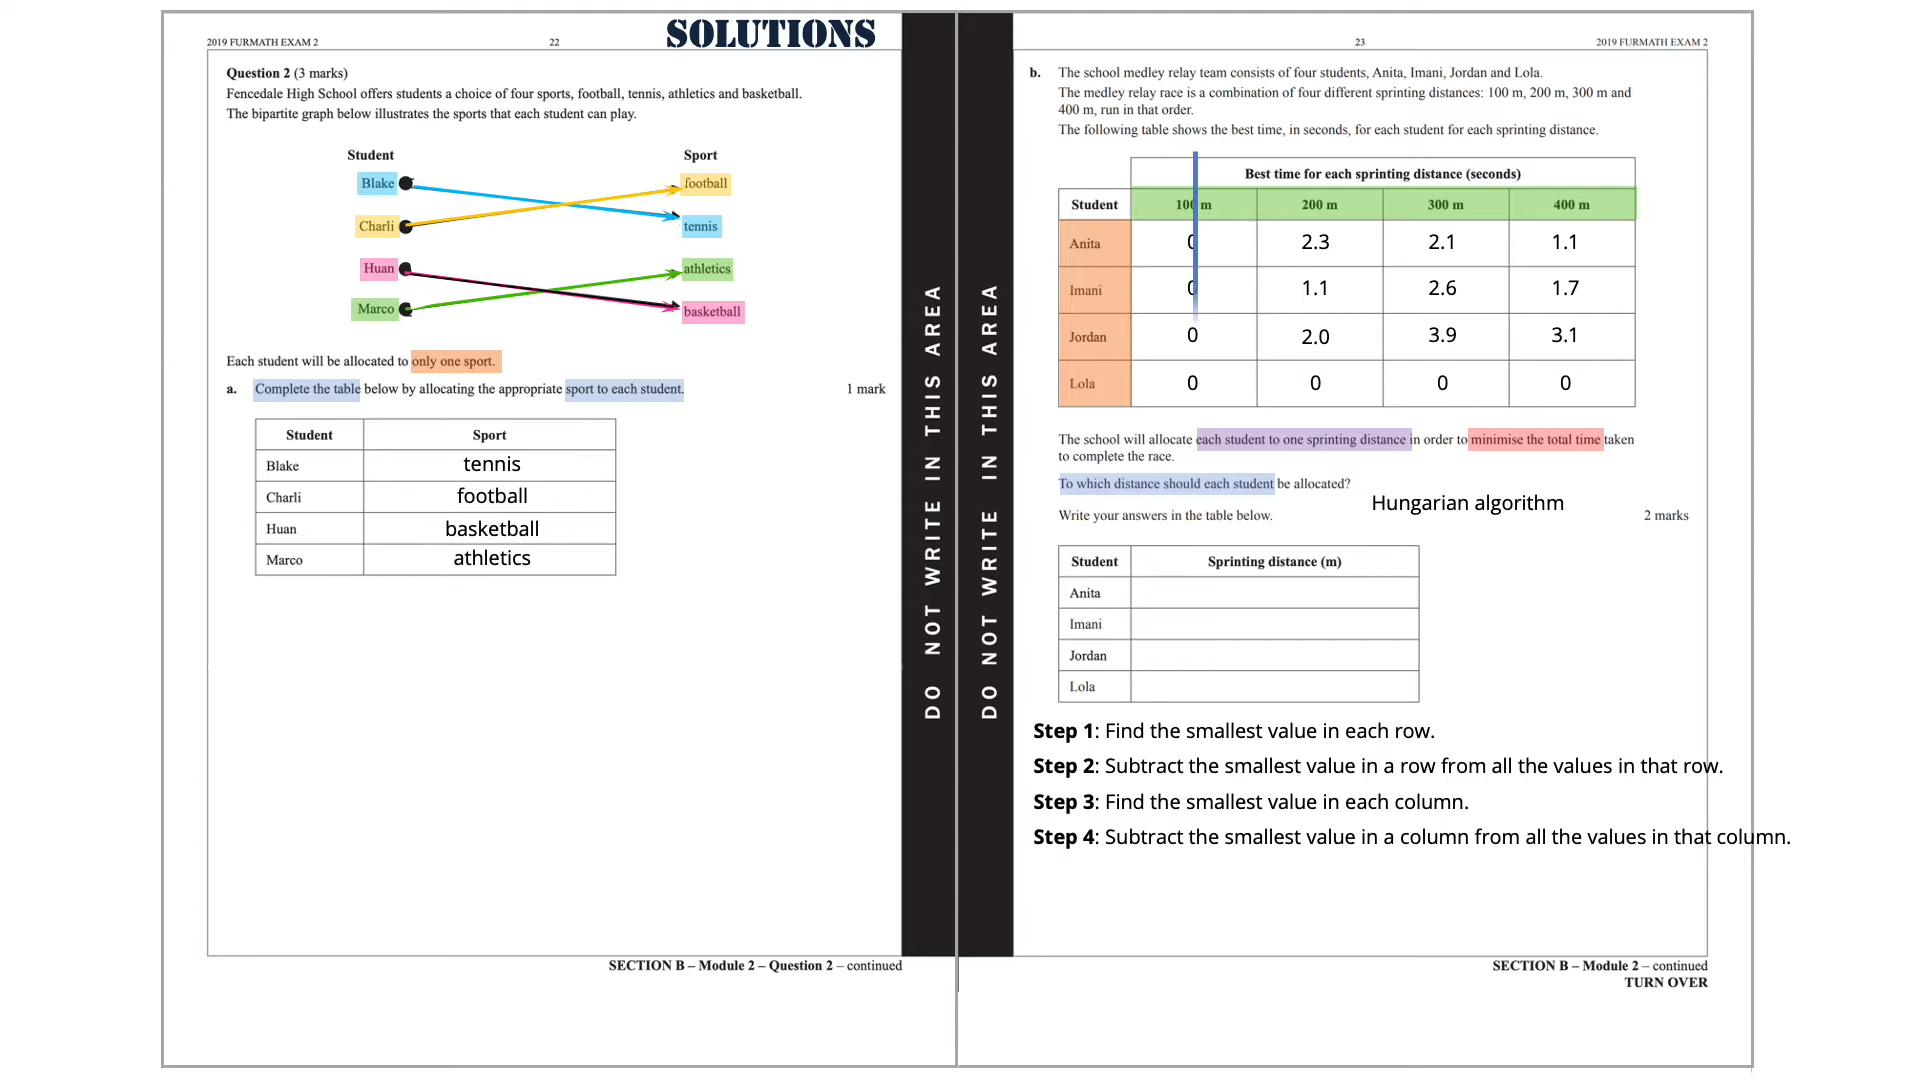 SOLUTIONS
2019 FURMATH EXAM 2
22
Question 2 (3 marks)
Fencedale High School offers students a choice of four sports, football, tennis, athletics and basketball.
The bipartite graph below illustrates the sports that each student can play.
Student Sport
Blake football
Charli tennis
Huan athletics
Marco basketball
Each student will be allocated to only one sport.
a. Complete the table below by allocating the appropriate sport to each student. 1 mark
Student Sport
Blake tennis
Charli football
Huan basketball
Marco athletics
SECTION B – Module 2 – Question 2 – continued
DO NOT WRITE IN THIS AREA
DO NOT WRITE IN THIS AREA
23
2019 FURMATH EXAM 2
b. The school medley relay team consists of four students, Anita, Imani, Jordan and Lola.
The medley relay race is a combination of four different sprinting distances: 100 m, 200 m, 300 m and
400 m, run in that order.
The following table shows the best time, in seconds, for each student for each sprinting distance.
Best time for each sprinting distance (seconds)
Student 100 m 200 m 300 m 400 m
Anita 0 2.3 2.1 1.1
Imani 0 1.1 2.6 1.7
Jordan 0 2.0 3.9 3.1
Lola 0 0 0 0
The school will allocate each student to one sprinting distance in order to minimise the total time taken
to complete the race.
To which distance should each student be allocated?
Hungarian algorithm
Write your answers in the table below. 2 marks
Student Sprinting distance (m)
Anita
Imani
Jordan
Lola
Step 1: Find the smallest value in each row.
Step 2: Subtract the smallest value in a row from all the values in that row.
Step 3: Find the smallest value in each column.
Step 4: Subtract the smallest value in a column from all the values in that column.
SECTION B – Module 2 – continued
TURN OVER